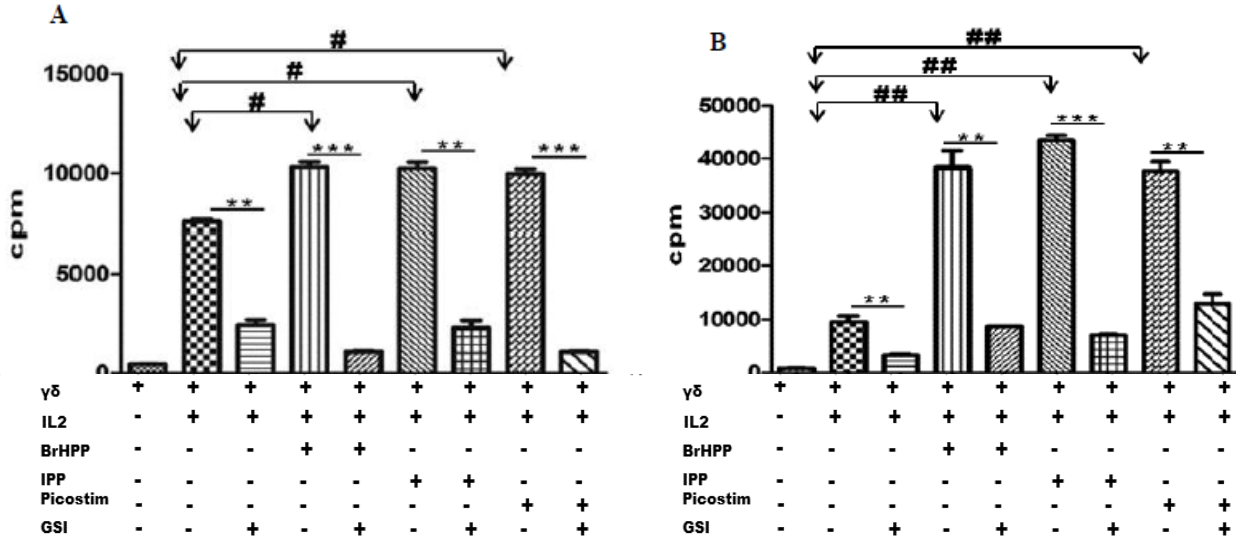 A
#
#
#
15000
10000
5000
0
cpm
**
***
**
***
γδ + + + + + + + + +
IL2 - + + + + + + + +
BrHPP - - - + + - - - -
IPP - - - - - + + - -
Picostim - - - - - - - + +
GSI - - + - + - + - +
B
##
##
##
50000
40000
30000
20000
10000
0
cpm
**
**
***
**
γδ + + + + + + + + +
IL2 - + + + + + + + +
BrHPP - - - + + - - - -
IPP - - - - - + + - -
Picostim - - - - - - - + +
GSI - - + - + - + - +